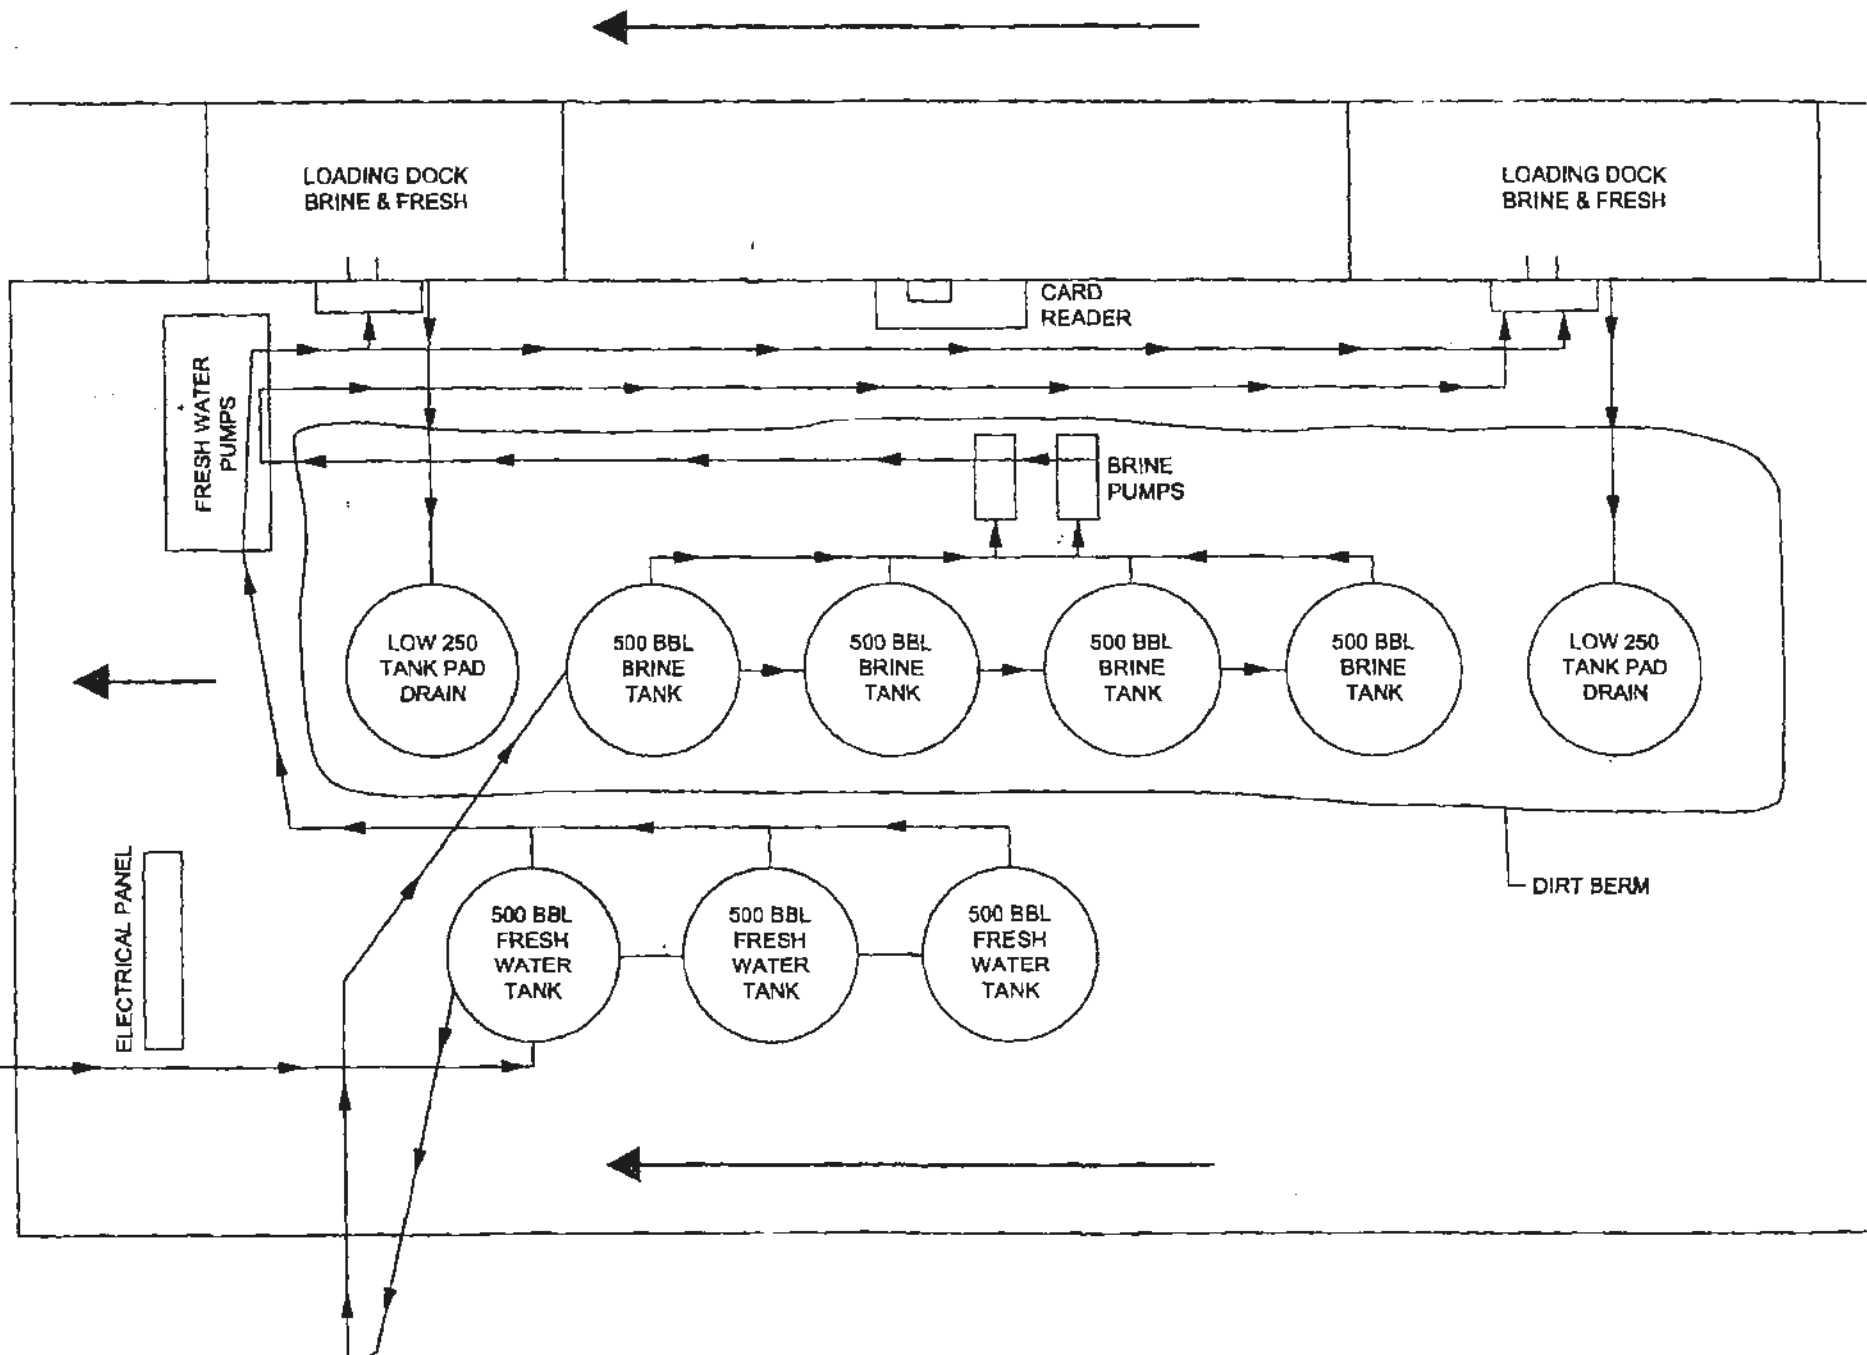 LOADING DOCK
BRINE & FRESH
LOADING DOCK
BRINE & FRESH
CARD
READER
FRESH WATER
PUMPS
BRINE
PUMPS
LOW 250
TANK PAD
DRAIN
500 BBL
BRINE
TANK
500 BBL
BRINE
TANK
500 BBL
BRINE
TANK
500 BBL
BRINE
TANK
LOW 250
TANK PAD
DRAIN
ELECTRICAL PANEL
500 BBL
FRESH
WATER
TANK
500 BBL
FRESH
WATER
TANK
500 BBL
FRESH
WATER
TANK
DIRT BERM